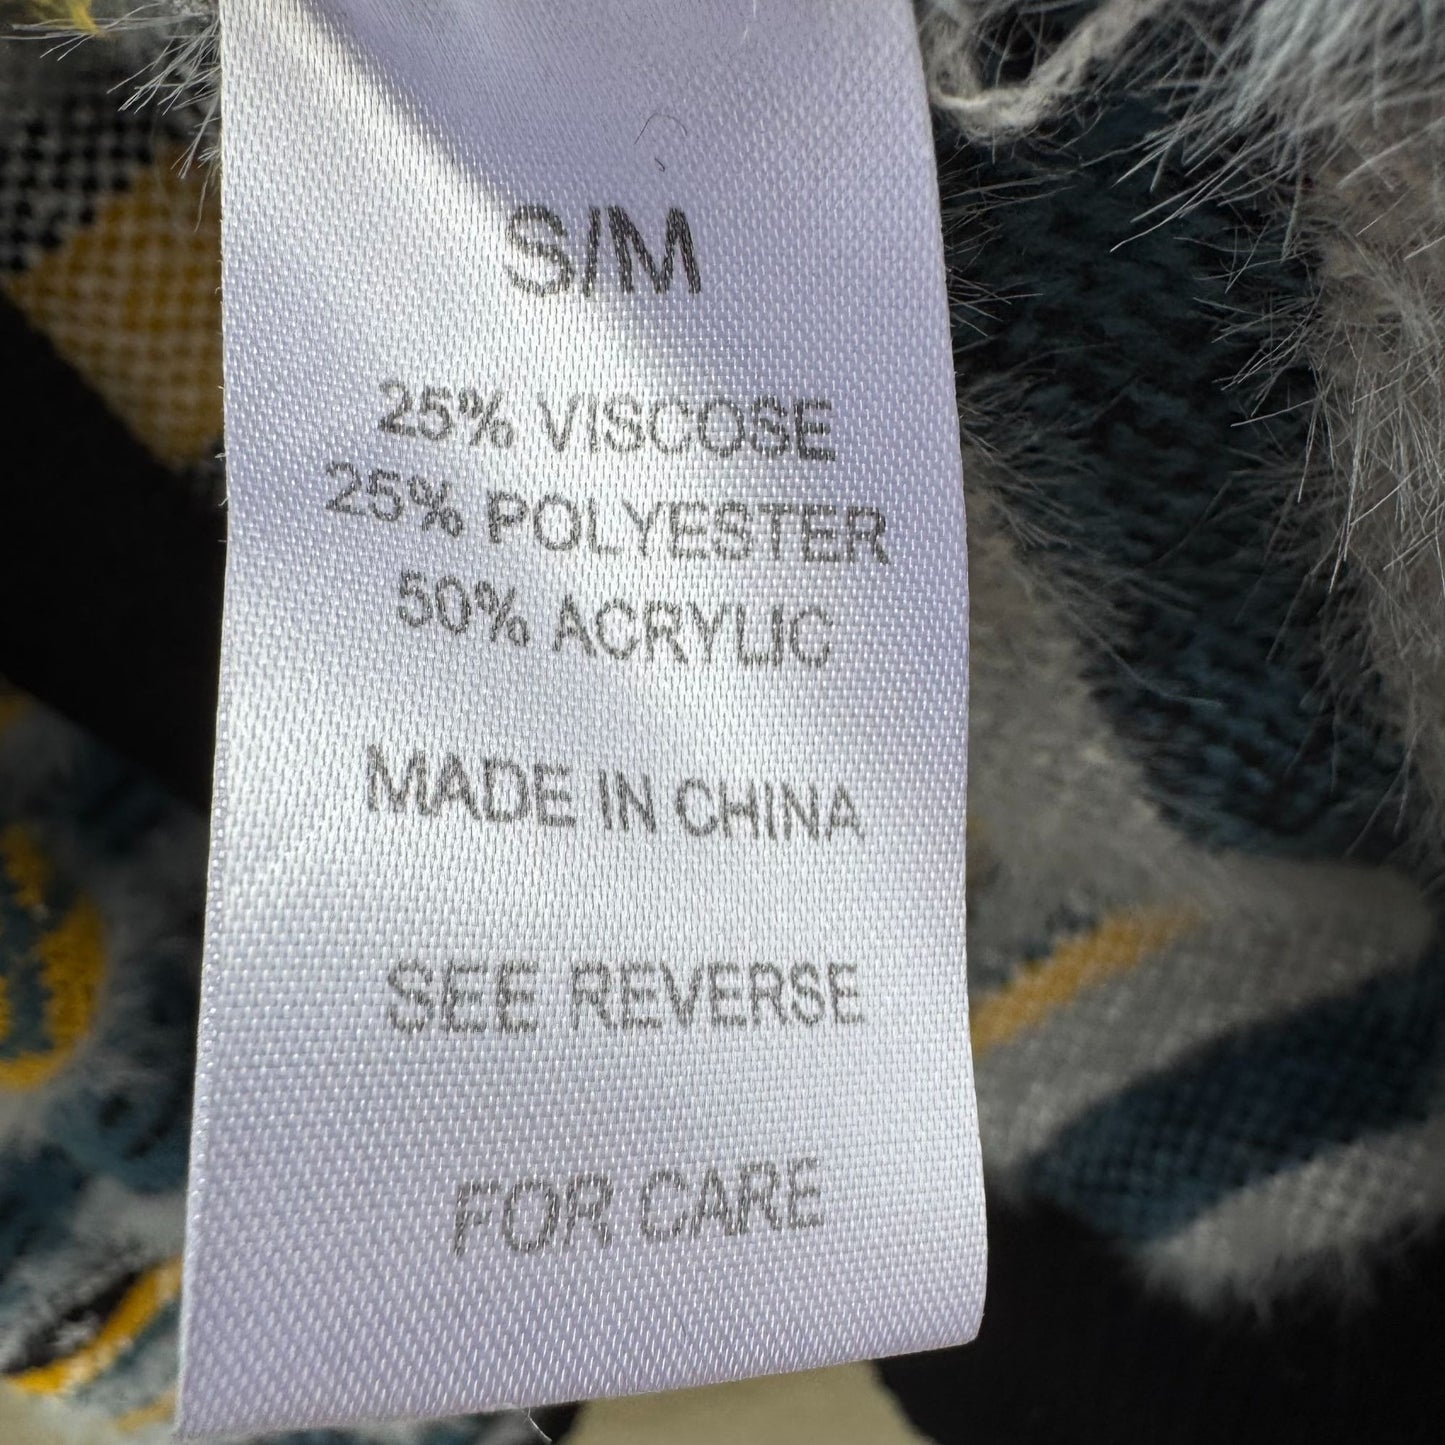 S/M
25% VISCOSE
25% POLYESTER
50% ACRYLIC
MADE IN CHINA
SEE REVERSE
FOR CARE